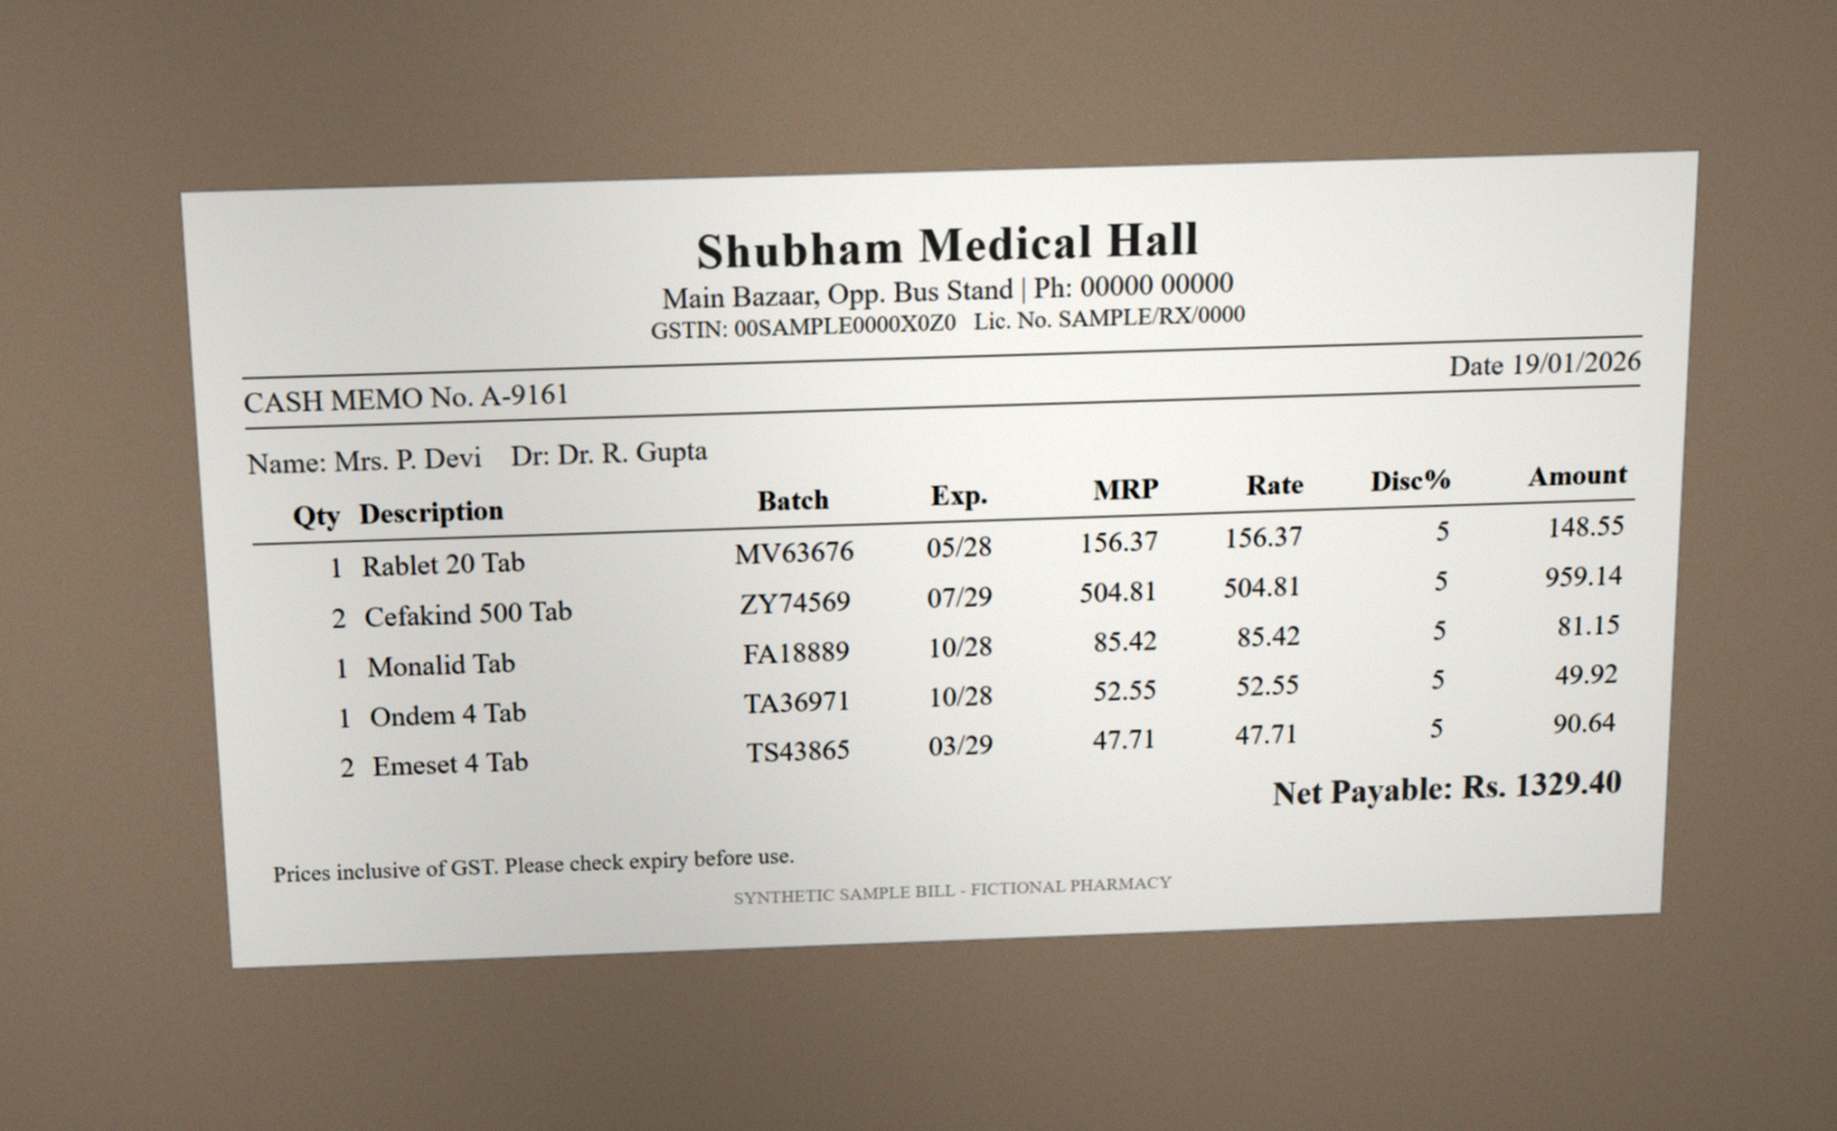 Shubham Medical Hall
Main Bazaar, Opp. Bus Stand | Ph: 00000 00000
GSTIN: 00SAMPLE0000X0Z0 Lic. No. SAMPLE/RX/0000
CASH MEMO No. A-9161 Date 19/01/2026
Name: Mrs. P. Devi Dr: Dr. R. Gupta
Qty Description Batch Exp. MRP Rate Disc% Amount
1 Rablet 20 Tab MV63676 05/28 156.37 156.37 5 148.55
2 Cefakind 500 Tab ZY74569 07/29 504.81 504.81 5 959.14
1 Monalid Tab FA18889 10/28 85.42 85.42 5 81.15
1 Ondem 4 Tab TA36971 10/28 52.55 52.55 5 49.92
2 Emeset 4 Tab TS43865 03/29 47.71 47.71 5 90.64
Net Payable: Rs. 1329.40
Prices inclusive of GST. Please check expiry before use.
SYNTHETIC SAMPLE BILL - FICTIONAL PHARMACY